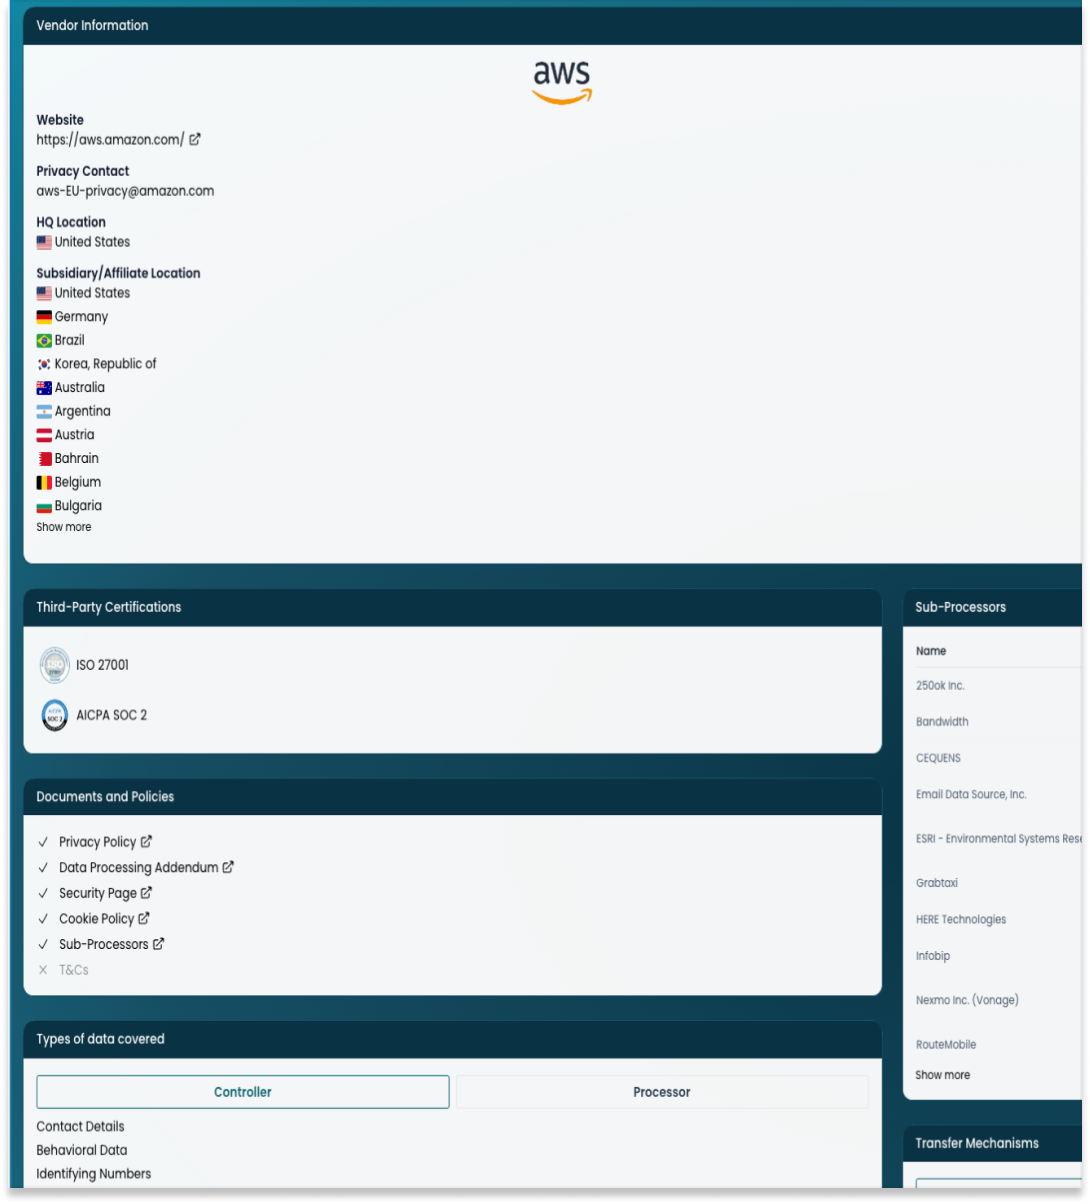 Vendor Information
aws
Website
https://aws.amazon.com/
Privacy Contact
aws-EU-privacy@amazon.com
HQ Location
United States
Subsidiary/Affiliate Location
United States
Germany
Brazil
Korea, Republic of
Australia
Argentina
Austria
Bahrain
Belgium
Bulgaria
Show more
Third-Party Certifications
ISO 27001
AICPA SOC 2
Documents and Policies
Privacy Policy
Data Processing Addendum
Security Page
Cookie Policy
Sub-Processors
T&Cs
Types of data covered
Controller
Processor
Contact Details
Behavioral Data
Identifying Numbers
Sub-Processors
Name
250ok Inc.
Bandwidth
CEQUENS
Email Data Source, Inc.
ESRI - Environmental Systems Rese
Grabtaxi
HERE Technologies
Infobip
Nexmo Inc. (Vonage)
RouteMobile
Show more
Transfer Mechanisms